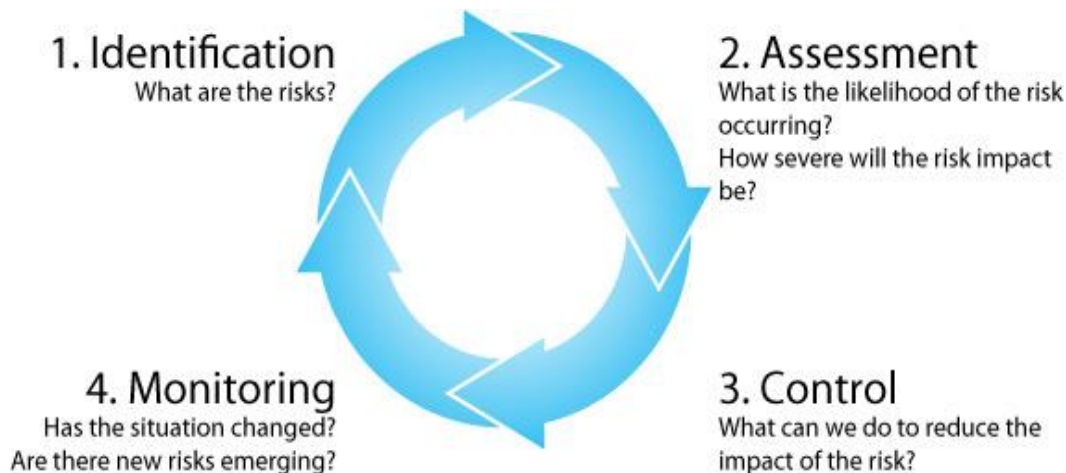 1. Identification
What are the risks?
2. Assessment
What is the likelihood of the risk
occurring?
How severe will the risk impact
be?
3. Control
What can we do to reduce the
impact of the risk?
4. Monitoring
Has the situation changed?
Are there new risks emerging?